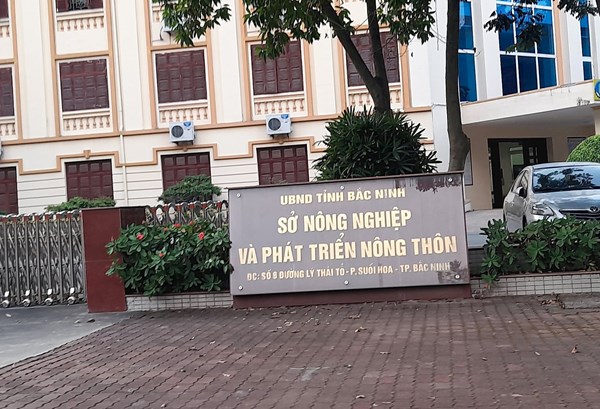 UBND TỈNH BẮC NINH
SỞ NÔNG NGHIỆP
VÀ PHÁT TRIỂN NÔNG THÔN
ĐC: SỐ 8 ĐƯỜNG LÝ THÁI TỔ - P. SUỐI HOA - TP. BẮC NINH